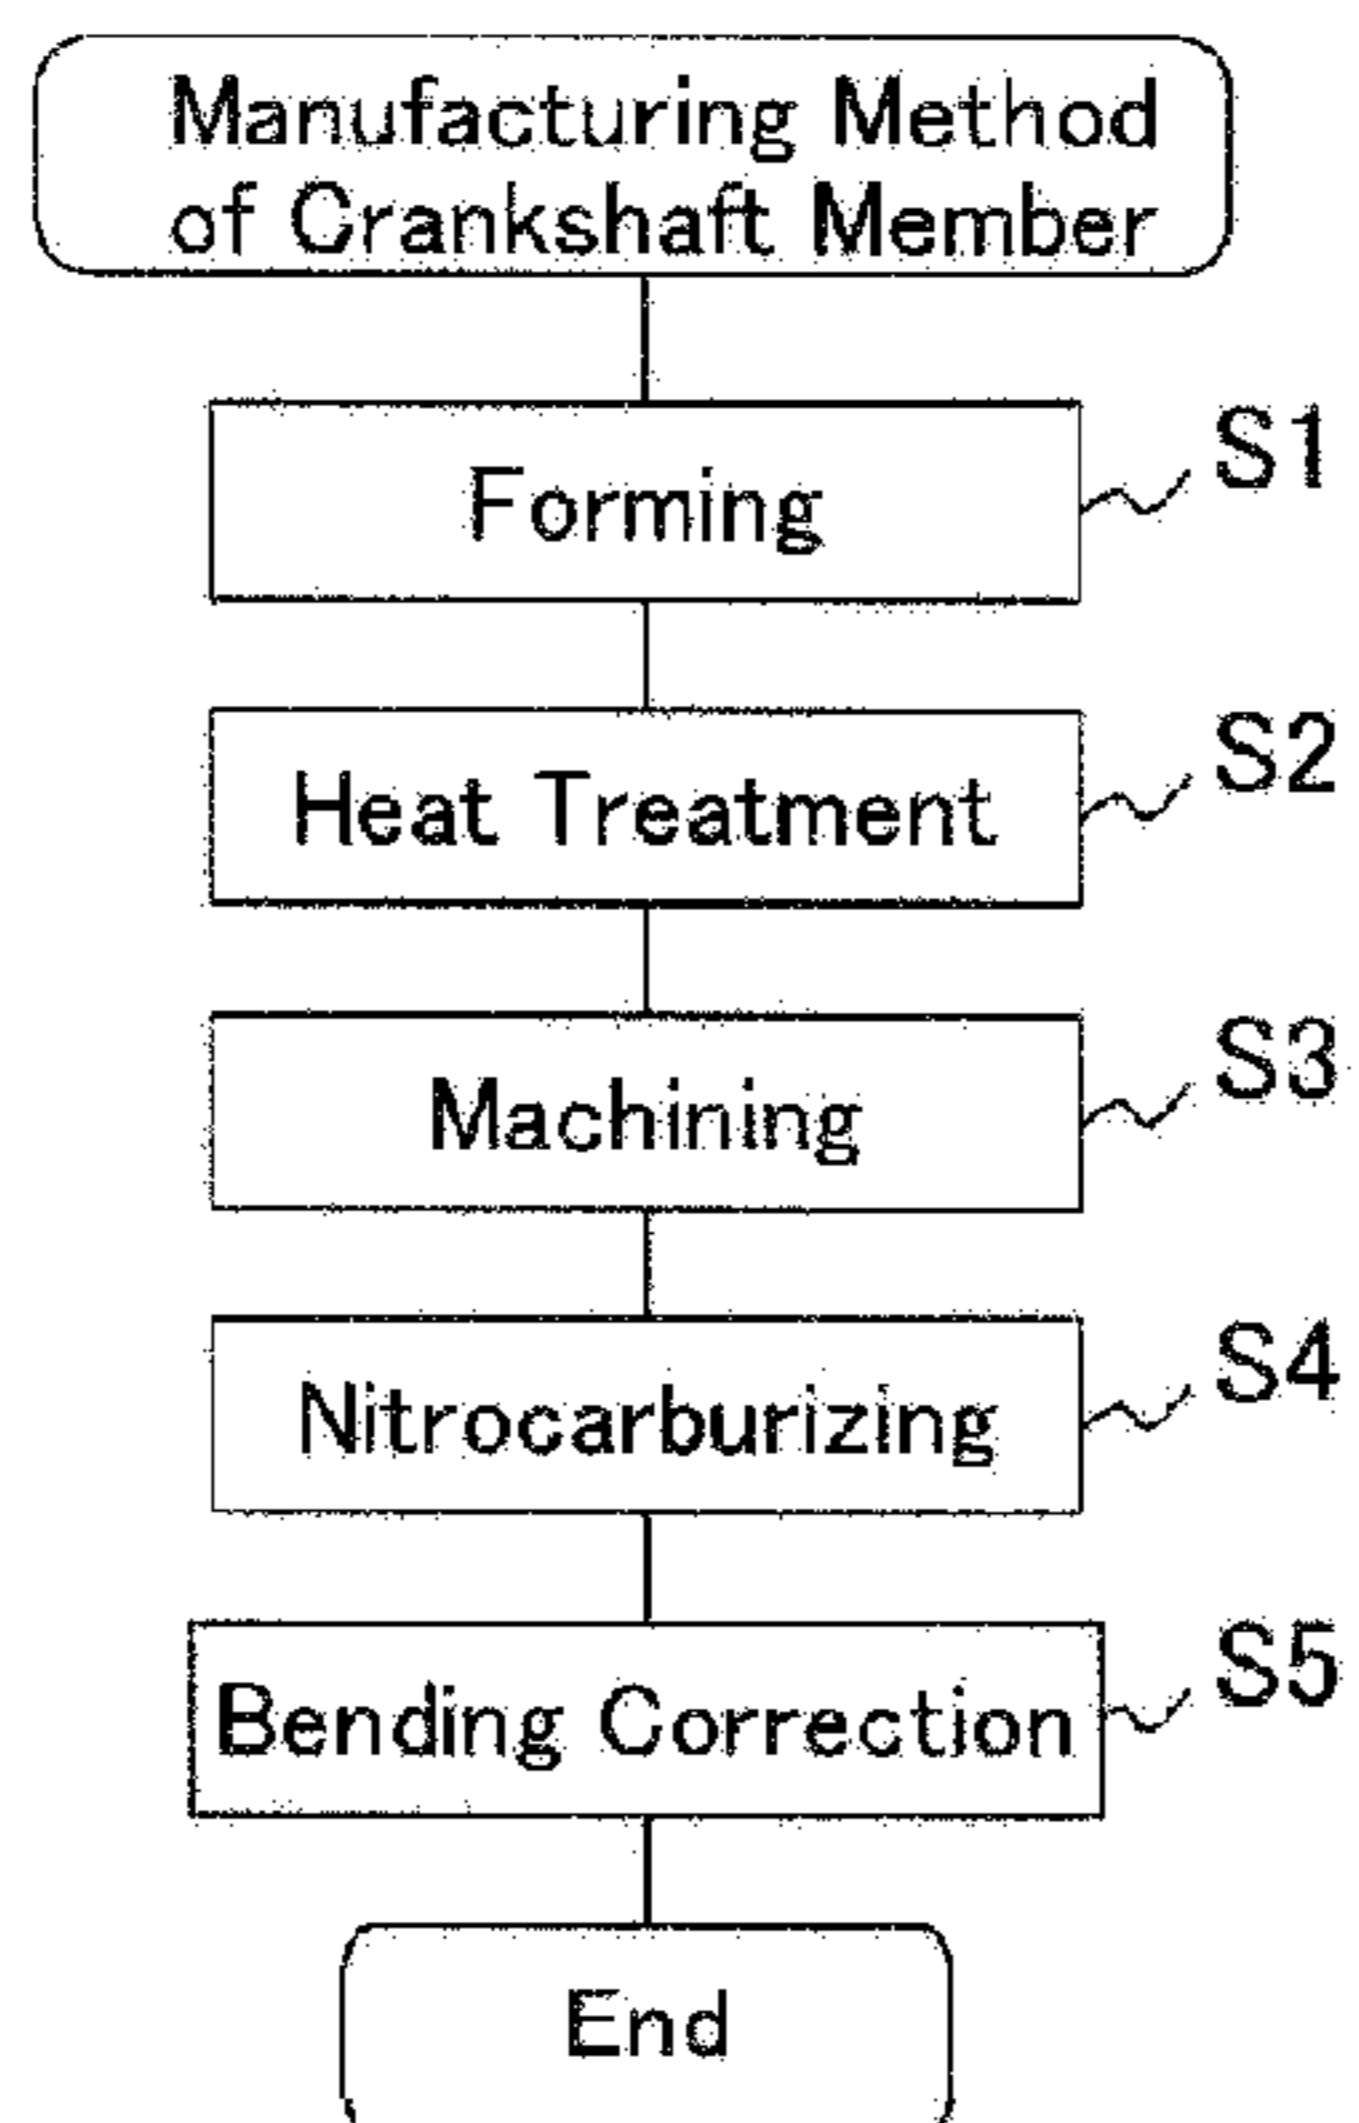 Manufacturing Method
of Crankshaft Member
Forming
S1
Heat Treatment
S2
Machining
S3
Nitrocarburizing
S4
Bending Correction
S5
End